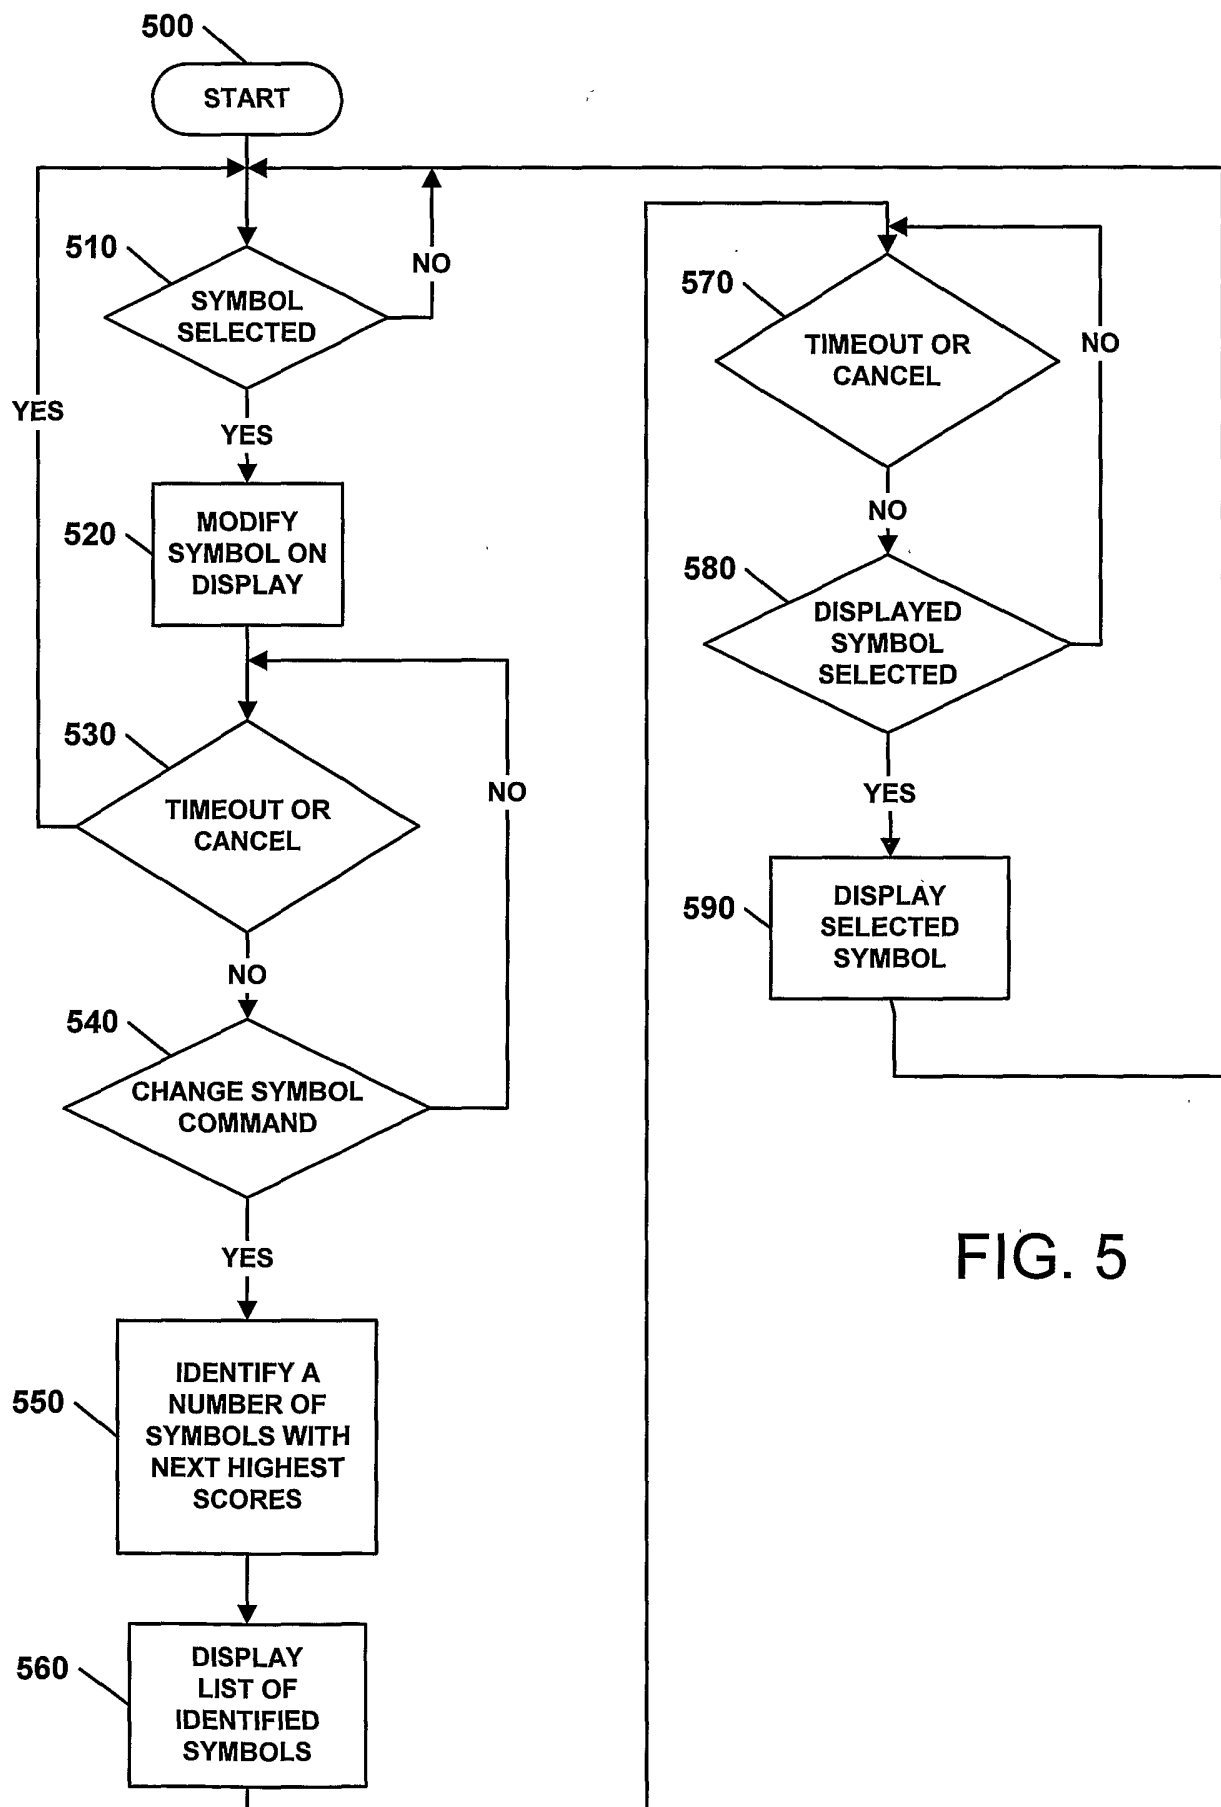 500
START
510
SYMBOL
SELECTED
NO
YES
YES
520
MODIFY
SYMBOL ON
DISPLAY
530
TIMEOUT OR
CANCEL
NO
NO
540
CHANGE SYMBOL
COMMAND
YES
550
IDENTIFY A
NUMBER OF
SYMBOLS WITH
NEXT HIGHEST
SCORES
560
DISPLAY
LIST OF
IDENTIFIED
SYMBOLS
570
TIMEOUT OR
CANCEL
NO
NO
580
DISPLAYED
SYMBOL
SELECTED
YES
590
DISPLAY
SELECTED
SYMBOL
FIG. 5